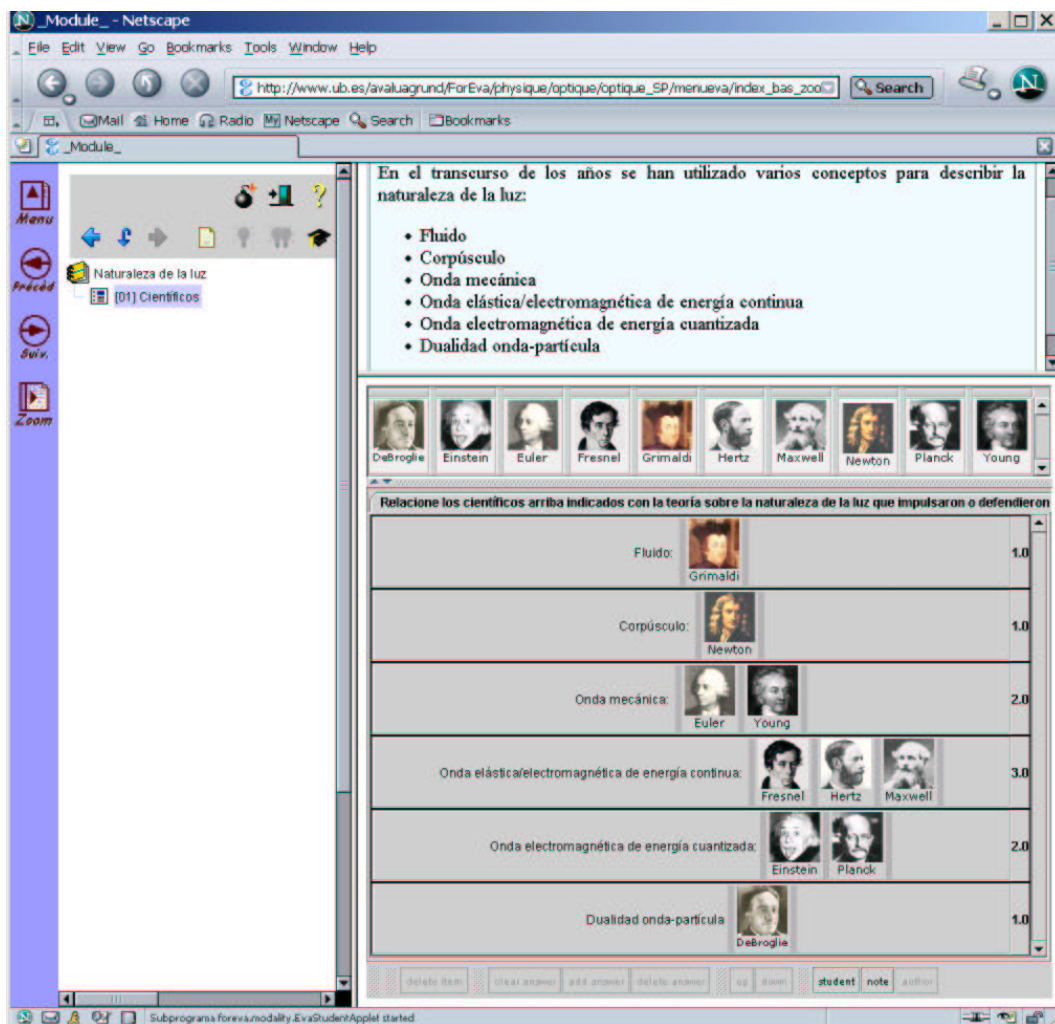 _Module_ - Netscape
File Edit View Go Bookmarks Tools Window Help
http://www.ub.es/avaluagrund/ForEva/physique/optique/optique_SP/menueva/index_bas_zoo
Search
Mail Home Radio My Netscape Search Bookmarks
_Module_
Menu
Précéd
Suiv.
Zoom
Naturaleza de la luz
[01] Científicos
En el transcurso de los años se han utilizado varios conceptos para describir la
naturaleza de la luz:
• Fluido
• Corpúsculo
• Onda mecánica
• Onda elástica/electromagnética de energía continua
• Onda electromagnética de energía cuantizada
• Dualidad onda-partícula
DeBroglie Einstein Euler Fresnel Grimaldi Hertz Maxwell Newton Planck Young
Relacione los científicos arriba indicados con la teoría sobre la naturaleza de la luz que impulsaron o defendieron
Fluido: Grimaldi 1.0
Corpúsculo: Newton 1.0
Onda mecánica: Euler Young 2.0
Onda elástica/electromagnética de energía continua: Fresnel Hertz Maxwell 3.0
Onda electromagnética de energía cuantizada: Einstein Planck 2.0
Dualidad onda-partícula DeBroglie 1.0
delete item clear answer add answer delete answer up down student note author
Subprograma foreva.modality.EvaStudentApplet started